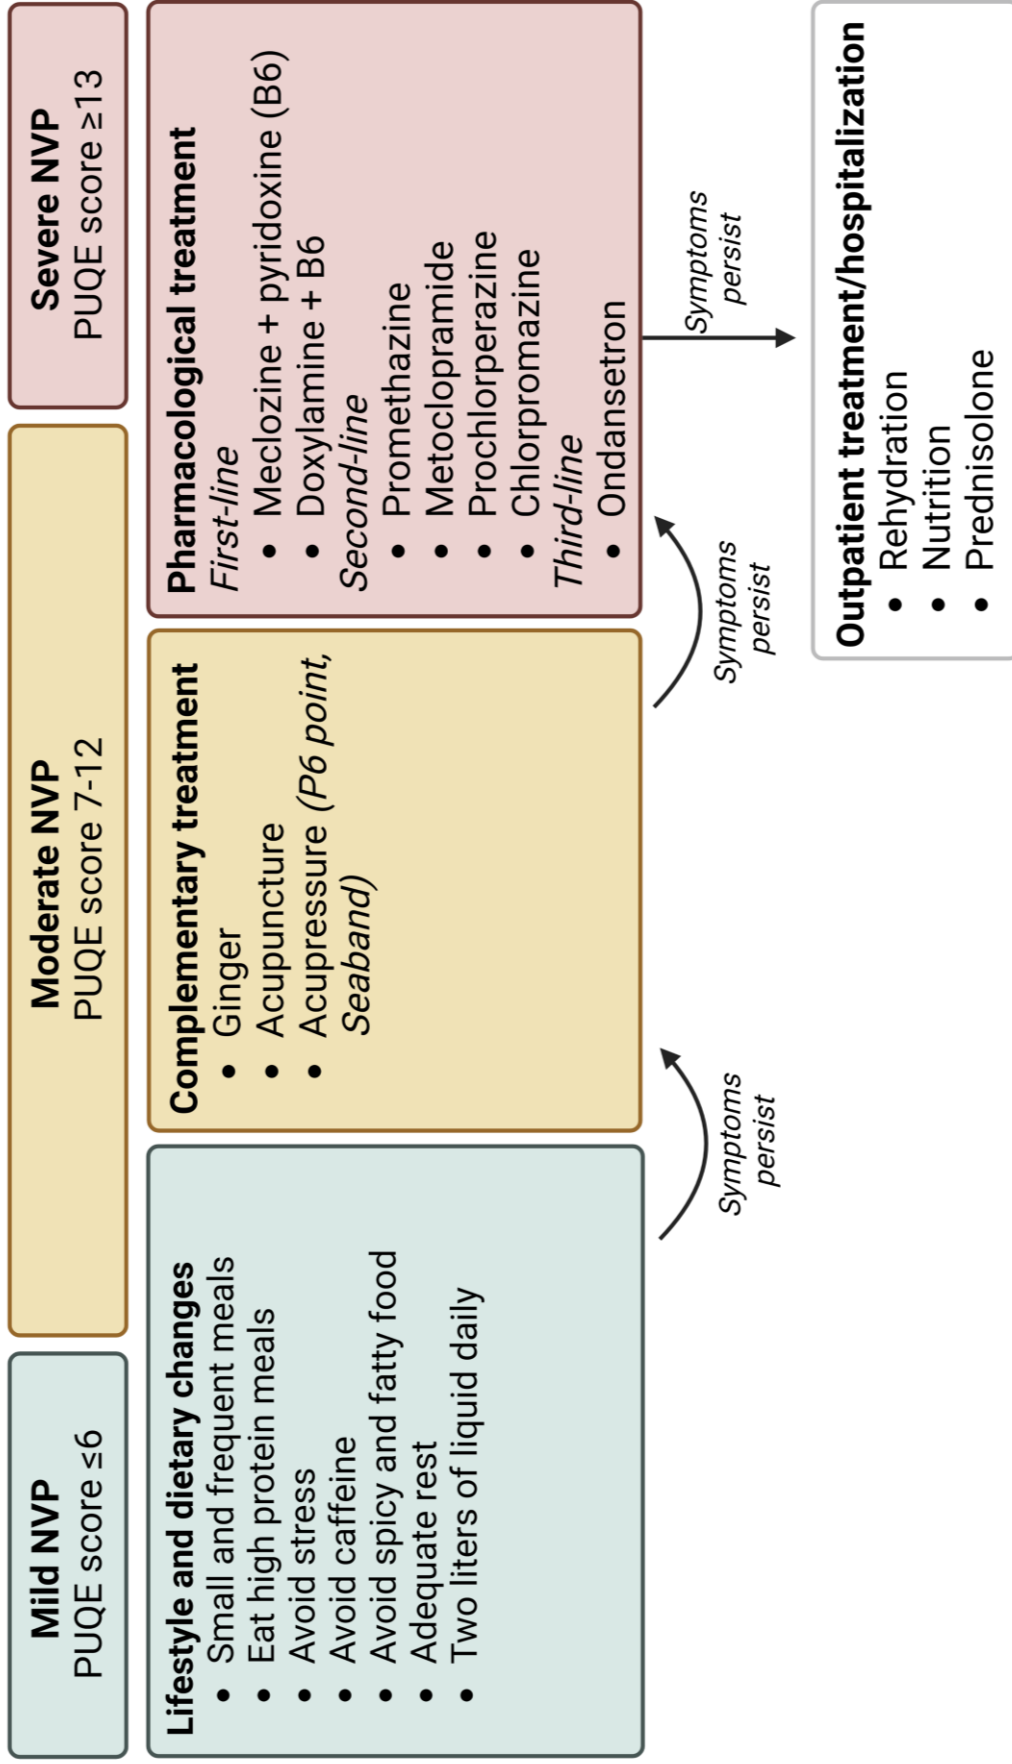 Mild NVP
PUQE score ≤6
Moderate NVP
PUQE score 7-12
Severe NVP
PUQE score ≥13
Lifestyle and dietary changes
• Small and frequent meals
• Eat high protein meals
• Avoid stress
• Avoid caffeine
• Avoid spicy and fatty food
• Adequate rest
• Two liters of liquid daily
Symptoms
persist
Complementary treatment
• Ginger
• Acupuncture
• Acupressure (P6 point,
Seaband)
Symptoms
persist
Pharmacological treatment
First-line
• Meclozine + pyridoxine (B6)
• Doxylamine + B6
Second-line
• Promethazine
• Metoclopramide
• Prochlorperazine
• Chlorpromazine
Third-line
• Ondansetron
Symptoms
persist
Outpatient treatment/hospitalization
• Rehydration
• Nutrition
• Prednisolone